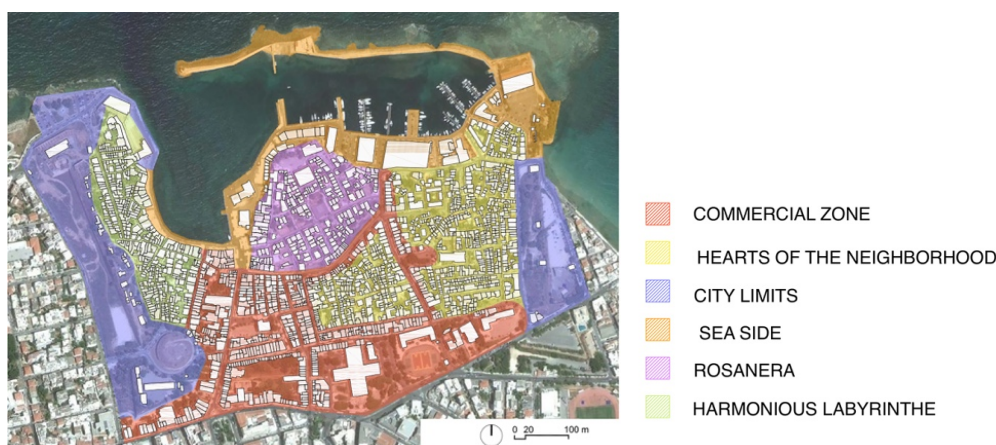 COMMERCIAL ZONE
HEARTS OF THE NEIGHBORHOOD
CITY LIMITS
SEA SIDE
ROSANERA
HARMONIOUS LABYRINTHE
0 20 100 m